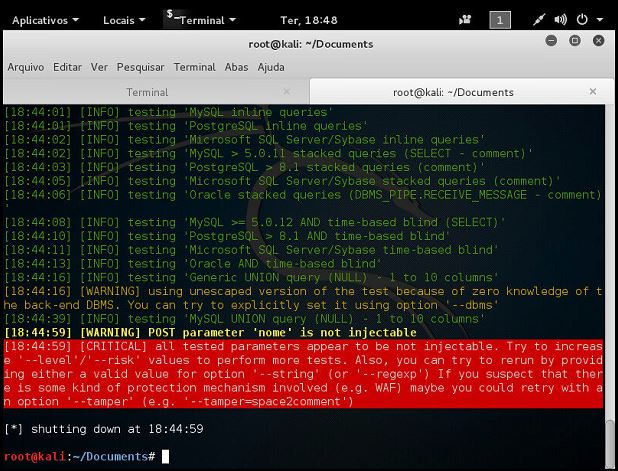 Aplicativos Locais $_ Terminal Ter, 18:48 1
root@kali: ~/Documents
Arquivo Editar Ver Pesquisar Terminal Abas Ajuda
Terminal × root@kali: ~/Documents ×
[18:44:01] [INFO] testing 'MySQL inline queries'
[18:44:01] [INFO] testing 'PostgreSQL inline queries'
[18:44:02] [INFO] testing 'Microsoft SQL Server/Sybase inline queries'
[18:44:02] [INFO] testing 'MySQL > 5.0.11 stacked queries (SELECT - comment)'
[18:44:03] [INFO] testing 'PostgreSQL > 8.1 stacked queries (comment)'
[18:44:05] [INFO] testing 'Microsoft SQL Server/Sybase stacked queries (comment)'
[18:44:06] [INFO] testing 'Oracle stacked queries (DBMS_PIPE.RECEIVE_MESSAGE - comment)
'
[18:44:08] [INFO] testing 'MySQL >= 5.0.12 AND time-based blind (SELECT)'
[18:44:10] [INFO] testing 'PostgreSQL > 8.1 AND time-based blind'
[18:44:11] [INFO] testing 'Microsoft SQL Server/Sybase time-based blind'
[18:44:13] [INFO] testing 'Oracle AND time-based blind'
[18:44:16] [INFO] testing 'Generic UNION query (NULL) - 1 to 10 columns'
[18:44:16] [WARNING] using unescaped version of the test because of zero knowledge of t
he back-end DBMS. You can try to explicitly set it using option '--dbms'
[18:44:39] [INFO] testing 'MySQL UNION query (NULL) - 1 to 10 columns'
[18:44:59] [WARNING] POST parameter 'nome' is not injectable
[18:44:59] [CRITICAL] all tested parameters appear to be not injectable. Try to increas
e '--level'/'--risk' values to perform more tests. Also, you can try to rerun by provid
ing either a valid value for option '--string' (or '--regexp') If you suspect that ther
e is some kind of protection mechanism involved (e.g. WAF) maybe you could retry with a
n option '--tamper' (e.g. '--tamper=space2comment')
[*] shutting down at 18:44:59
root@kali:~/Documents#